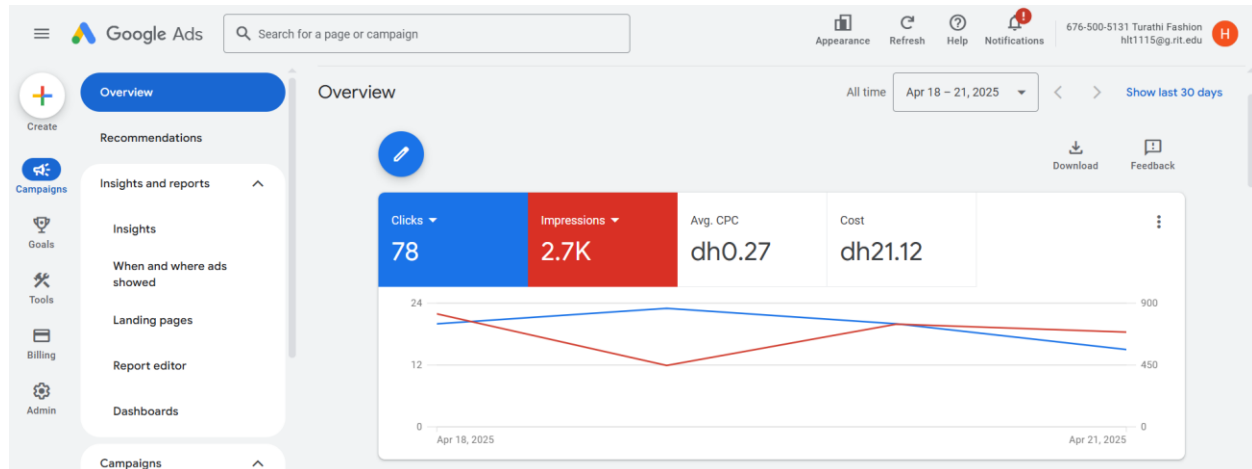 Google Ads
Search for a page or campaign
Appearance
Refresh
Help
!
Notifications
676-500-5131 Turathi Fashion
hlt1115@g.rit.edu
H
Create
Campaigns
Goals
Tools
Billing
Admin
Overview
Recommendations
Insights and reports
Insights
When and where ads
showed
Landing pages
Report editor
Dashboards
Campaigns
Overview
All time
Apr 18 – 21, 2025
Show last 30 days
Download
Feedback
Clicks
78
Impressions
2.7K
Avg. CPC
dh0.27
Cost
dh21.12
24
12
0
900
450
0
Apr 18, 2025
Apr 21, 2025